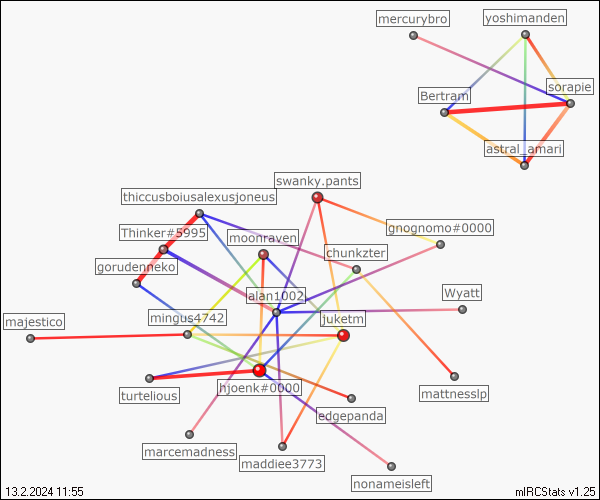 mercurybro
yoshimanden
sorapie
Bertram
astral_amari
swanky.pants
thiccusboiusalexusjoneus
gnognomo#0000
Thinker#5995
moonraven
chunkzter
gorudenneko
alan1002
Wyatt
majestico
mingus4742
juketm
turtelious
hjoenk#0000
mattnesslp
edgepanda
marcemadness
maddiee3773
nonameisleft
13.2.2024 11:55
mIRCStats v1.25